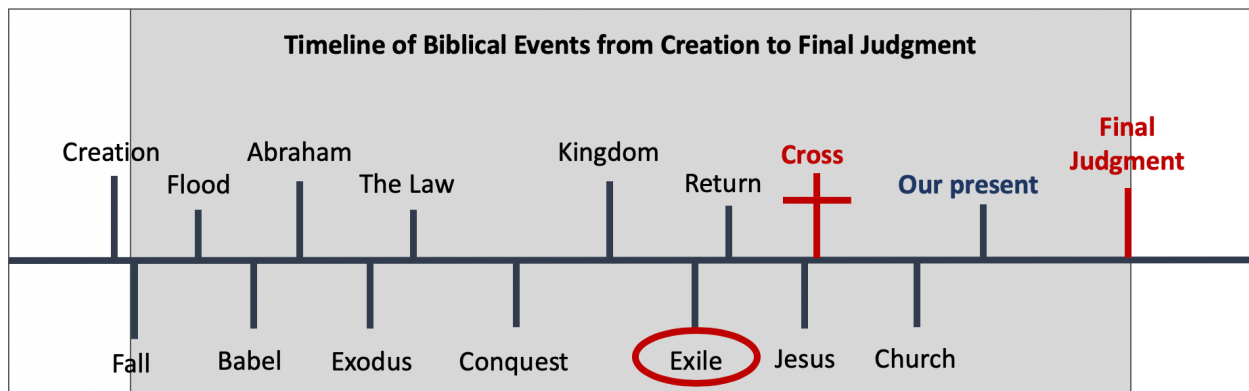 Timeline of Biblical Events from Creation to Final Judgment
Creation
Flood
Abraham
The Law
Kingdom
Return
Cross
Our present
Final
Judgment
Fall
Babel
Exodus
Conquest
Exile
Jesus
Church